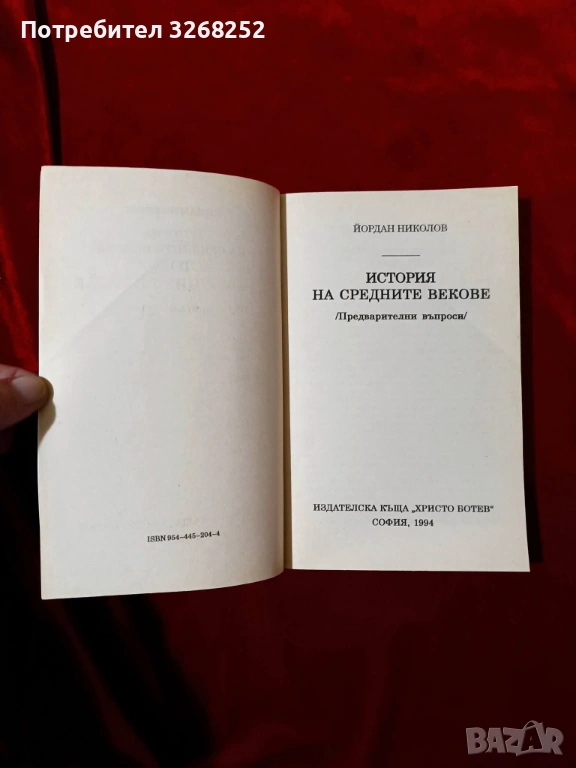 Потребител 3268252
ISBN 954-445-204-4
ЙОРДАН НИКОЛОВ
ИСТОРИЯ
НА СРЕДНИТЕ ВЕКОВЕ
/Предварителни въпроси/
ИЗДАТЕЛСКА КЪЩА „ХРИСТО БОТЕВ"
СОФИЯ, 1994
BAZAR